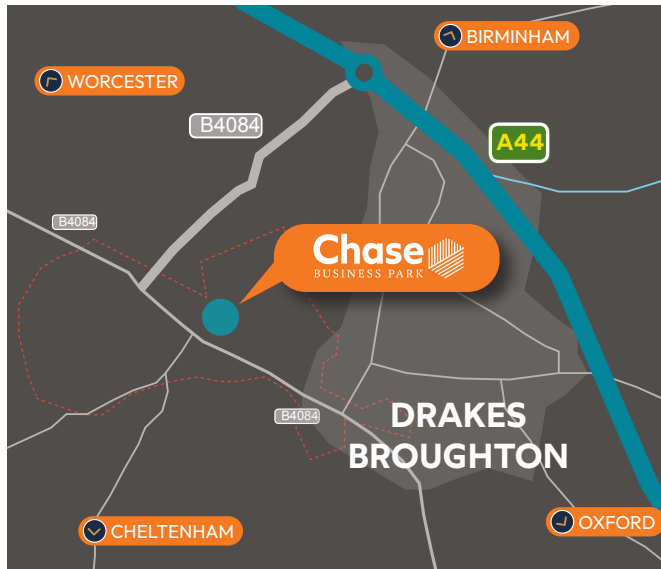 BIRMINHAM
WORCESTER
B4084
A44
B4084
Chase
BUSINESS PARK
B4084
DRAKES
BROUGHTON
CHELTENHAM
OXFORD